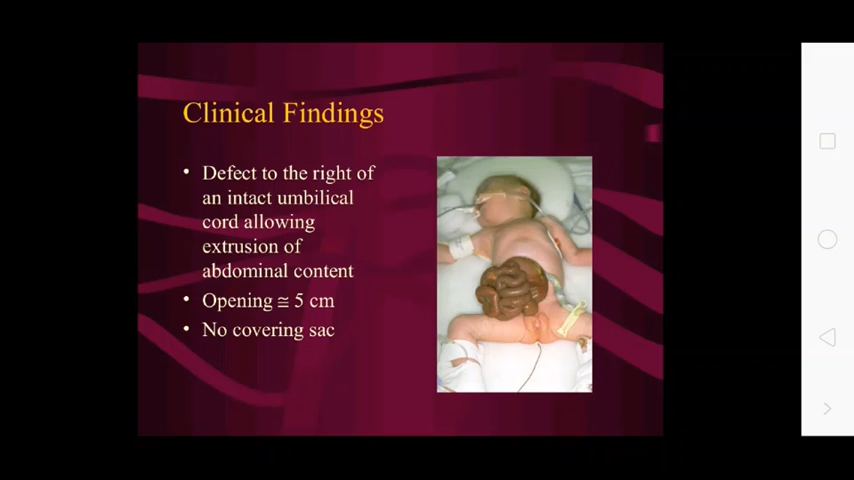 Clinical Findings
• Defect to the right of
an intact umbilical
cord allowing
extrusion of
abdominal content
• Opening ≅ 5 cm
• No covering sac